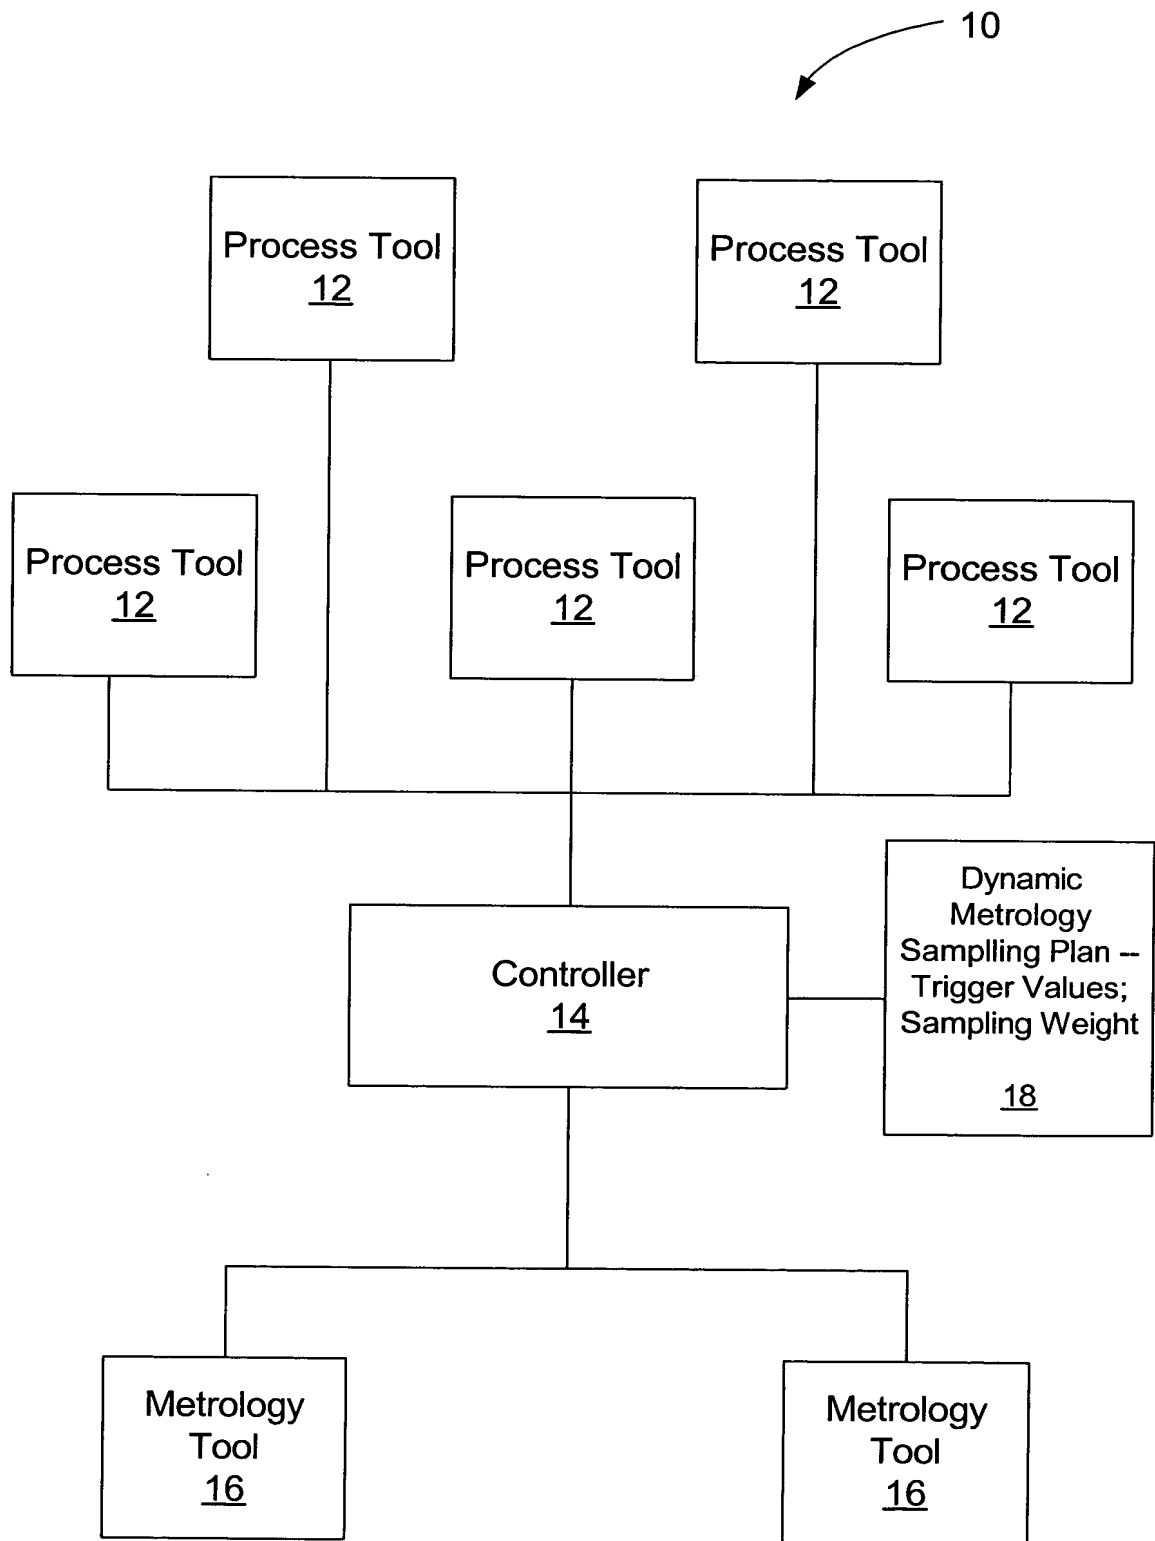 10
Process Tool
12
Process Tool
12
Process Tool
12
Process Tool
12
Process Tool
12
Controller
14
Dynamic
Metrology
Samplling Plan --
Trigger Values;
Sampling Weight
18
Metrology
Tool
16
Metrology
Tool
16